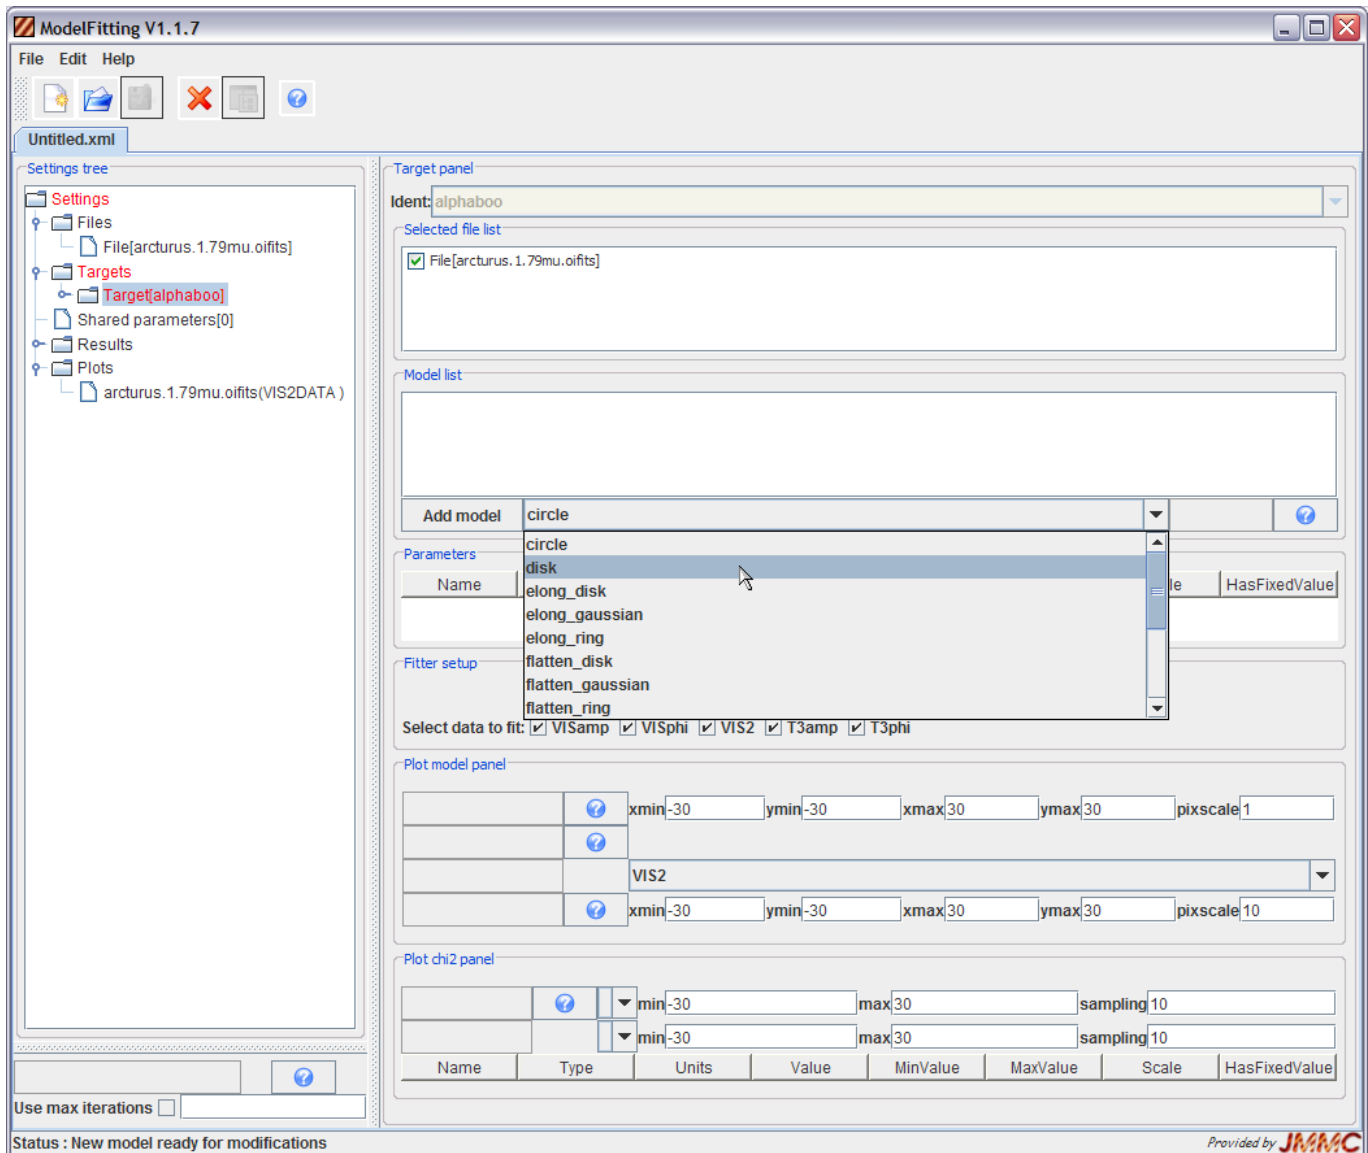 ModelFitting V1.1.7
File Edit Help
Untitled.xml
Settings tree
Settings
Files
File[arcturus.1.79mu.oifits]
Targets
Target[alphaboo]
Shared parameters[0]
Results
Plots
arcturus.1.79mu.oifits(VIS2DATA )
Use max iterations
Target panel
Ident: alphaboo
Selected file list
File[arcturus.1.79mu.oifits]
Model list
Add model circle
circle
disk
elong_disk
elong_gaussian
elong_ring
flatten_disk
flatten_gaussian
flatten_ring
Parameters
Name le HasFixedValue
Fitter setup
Select data to fit: VISamp VISphi VIS2 T3amp T3phi
Plot model panel
xmin -30 ymin -30 xmax 30 ymax 30 pixscale 1
VIS2
xmin -30 ymin -30 xmax 30 ymax 30 pixscale 10
Plot chi2 panel
min -30 max 30 sampling 10
min -30 max 30 sampling 10
Name Type Units Value MinValue MaxValue Scale HasFixedValue
Status : New model ready for modifications
Provided by JMMC